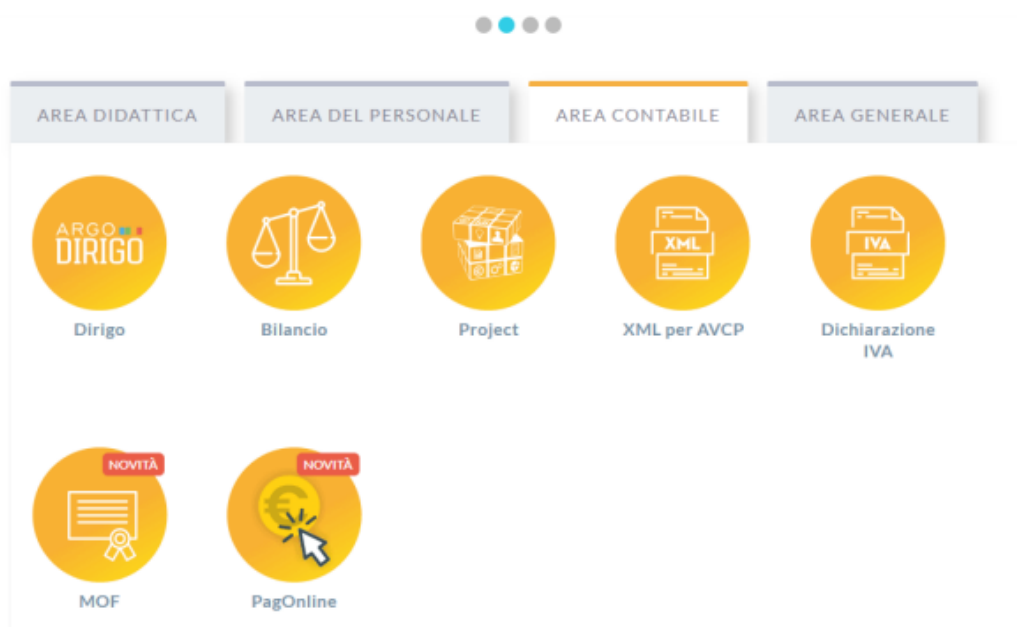 AREA DIDATTICA
AREA DEL PERSONALE
AREA CONTABILE
AREA GENERALE
ARGO
DIRIGO
XML
IVA
Dirigo
Bilancio
Project
XML per AVCP
Dichiarazione
IVA
NOVITÀ
NOVITÀ
€
MOF
PagOnline